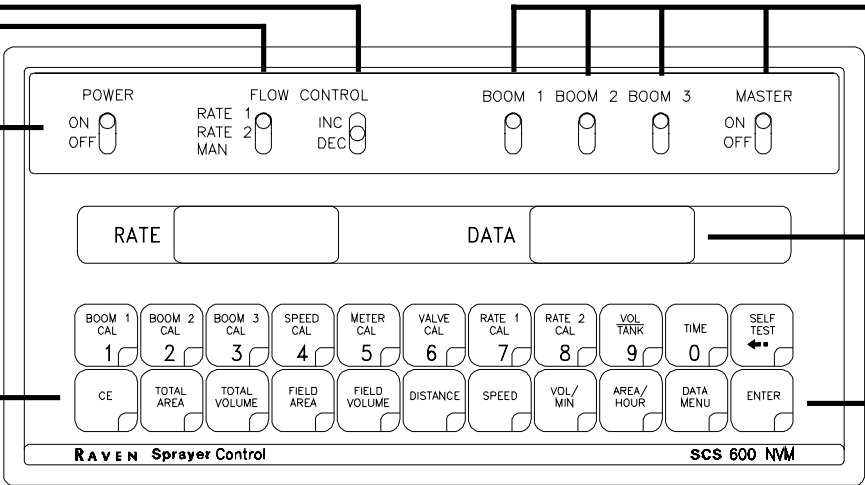 POWER
ON
OFF
FLOW CONTROL
RATE 1
RATE 2
MAN
INC
DEC
BOOM 1 BOOM 2 BOOM 3
MASTER
ON
OFF
RATE
DATA
BOOM 1
CAL
1
BOOM 2
CAL
2
BOOM 3
CAL
3
SPEED
CAL
4
METER
CAL
5
VALVE
CAL
6
RATE 1
CAL
7
RATE 2
CAL
8
VOL
TANK
9
TIME
0
SELF
TEST
CE
TOTAL
AREA
TOTAL
VOLUME
FIELD
AREA
FIELD
VOLUME
DISTANCE
SPEED
VOL/
MIN
AREA/
HOUR
DATA
MENU
ENTER
RAVEN Sprayer Control
SCS 600 NVM